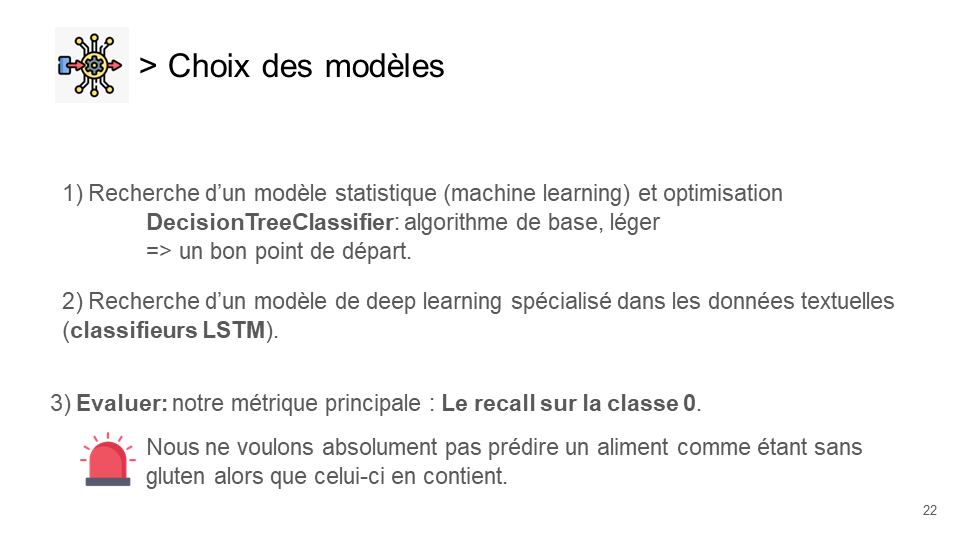 > Choix des modèles
1) Recherche d’un modèle statistique (machine learning) et optimisation
DecisionTreeClassifier: algorithme de base, léger
=> un bon point de départ.
2) Recherche d’un modèle de deep learning spécialisé dans les données textuelles
(classifieurs LSTM).
3) Evaluer: notre métrique principale : Le recall sur la classe 0.
Nous ne voulons absolument pas prédire un aliment comme étant sans
gluten alors que celui-ci en contient.
22